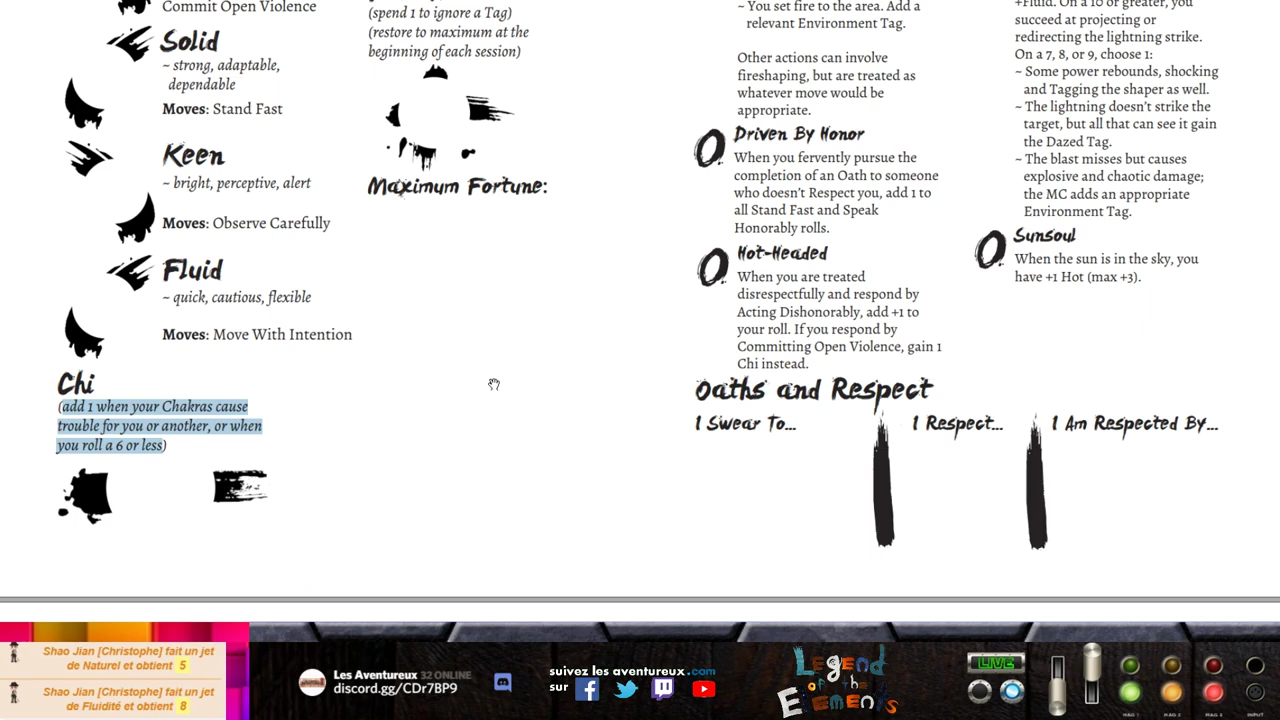 Commit Open Violence
Solid
~ strong, adaptable,
dependable
Moves: Stand Fast
Keen
~ bright, perceptive, alert
Moves: Observe Carefully
Fluid
~ quick, cautious, flexible
Moves: Move With Intention
Chi
(add 1 when your Chakras cause
trouble for you or another, or when
you roll a 6 or less)
(spend 1 to ignore a Tag)
(restore to maximum at the
beginning of each session)
Maximum Fortune:
~ You set fire to the area. Add a
relevant Environment Tag.
Other actions can involve
fireshaping, but are treated as
whatever move would be
appropriate.
Driven By Honor
When you fervently pursue the
completion of an Oath to someone
who doesn't Respect you, add 1 to
all Stand Fast and Speak
Honorably rolls.
Hot-Headed
When you are treated
disrespectfully and respond by
Acting Dishonorably, add +1 to
your roll. If you respond by
Committing Open Violence, gain 1
Chi instead.
+Fluid. On a 10 or greater, you
succeed at projecting or
redirecting the lightning strike.
On a 7, 8, or 9, choose 1:
~ Some power rebounds, shocking
and Tagging the shaper as well.
~ The lightning doesn't strike the
target, but all that can see it gain
the Dazed Tag.
~ The blast misses but causes
explosive and chaotic damage;
the MC adds an appropriate
Environment Tag.
Sunsoul
When the sun is in the sky, you
have +1 Hot (max +3).
Oaths and Respect
I Swear To... I Respect... I Am Respected By...
Shao Jian [Christophe] fait un jet
de Naturel et obtient 5
Shao Jian [Christophe] fait un jet
de Fluidité et obtient 8
Les Aventureux 32 ONLINE
discord.gg/CDr7BP9
suivez les aventureux.com
sur
Legend
of the
Elements
LIVE
MAG 1 MAG 2 MAG 3 INPUT